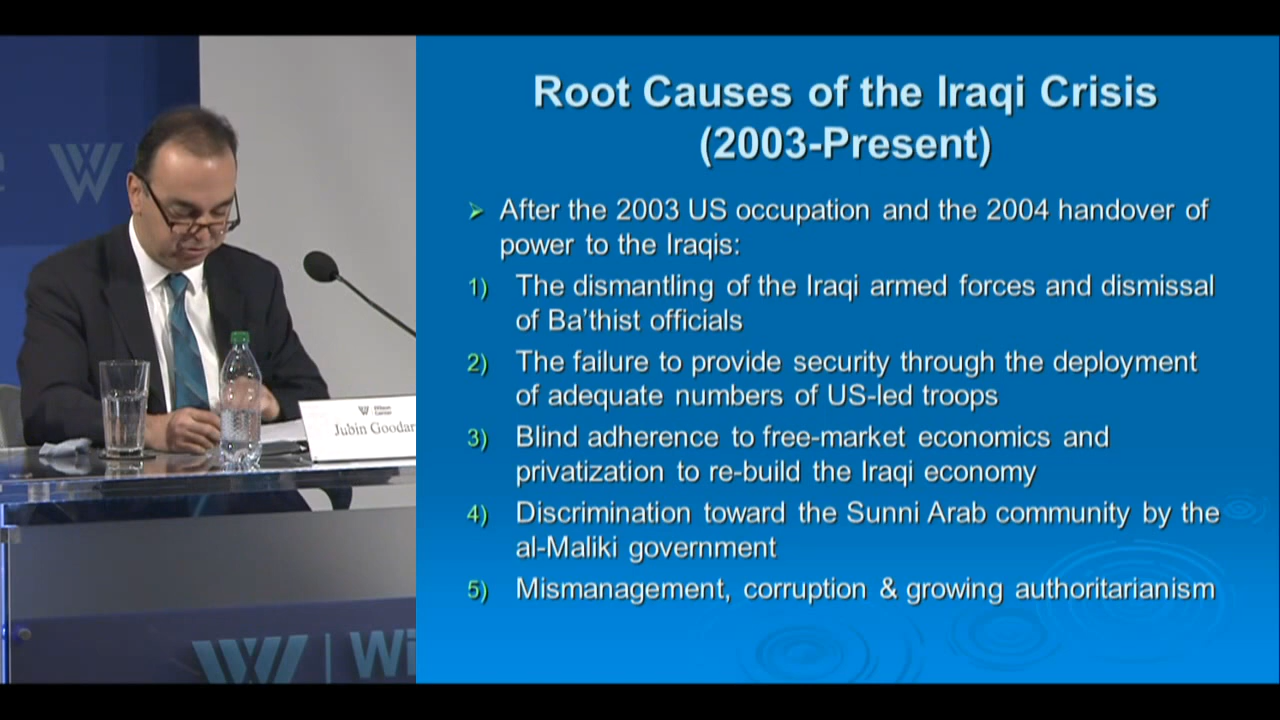 Root Causes of the Iraqi Crisis
(2003-Present)
➢ After the 2003 US occupation and the 2004 handover of
power to the Iraqis:
1) The dismantling of the Iraqi armed forces and dismissal
of Ba'thist officials
2) The failure to provide security through the deployment
of adequate numbers of US-led troops
3) Blind adherence to free-market economics and
privatization to re-build the Iraqi economy
4) Discrimination toward the Sunni Arab community by the
al-Maliki government
5) Mismanagement, corruption & growing authoritarianism
W
Wilson
Center
Jubin Goodar
W | Wi